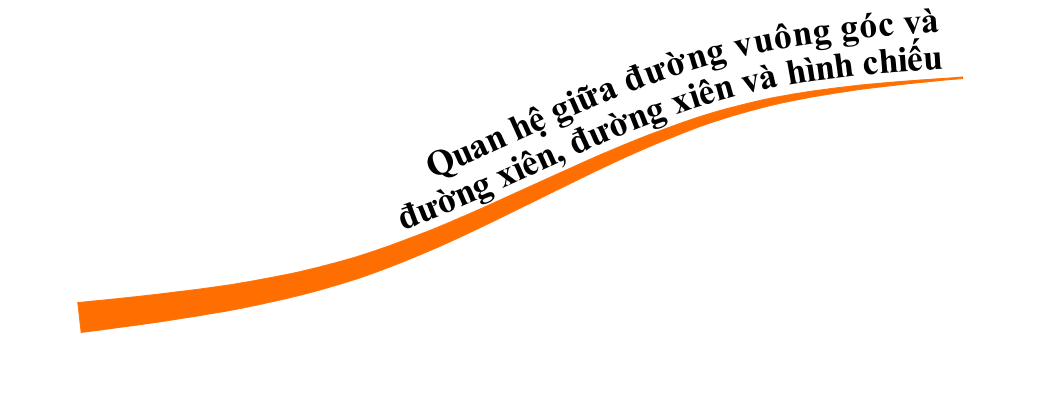 Quan hệ giữa đường vuông góc và
đường xiên, đường xiên và hình chiếu